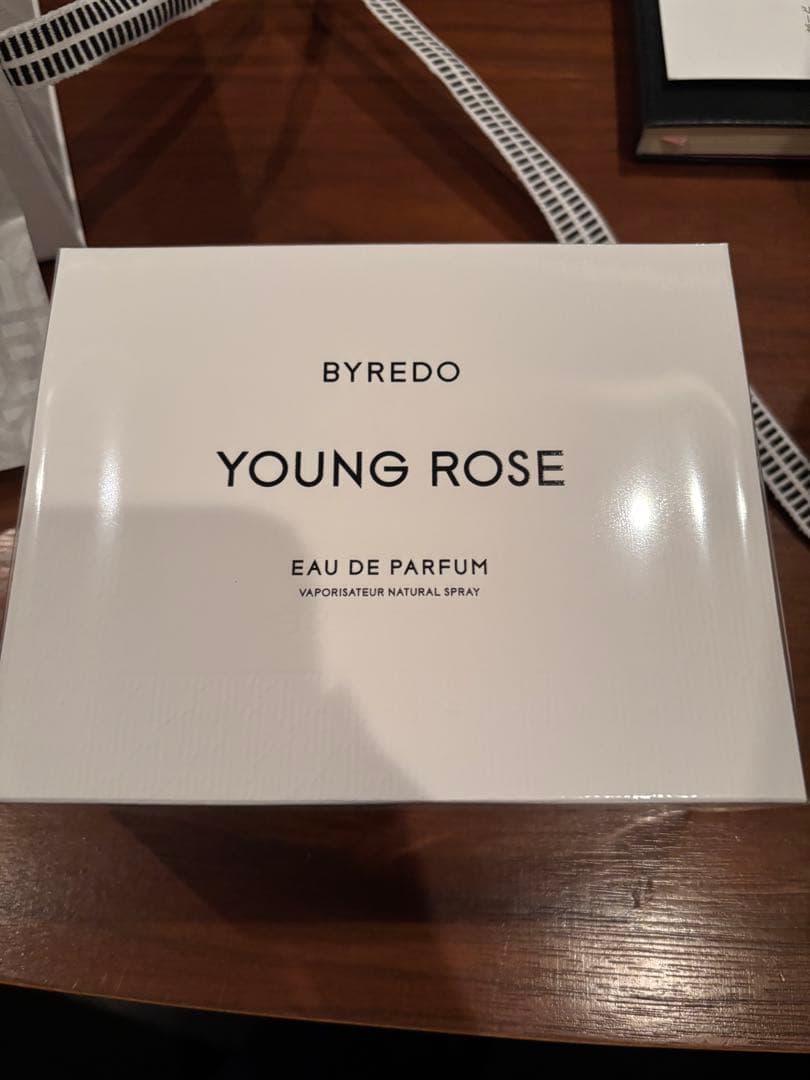 BYREDO
YOUNG ROSE
EAU DE PARFUM
VAPORISATEUR NATURAL SPRAY